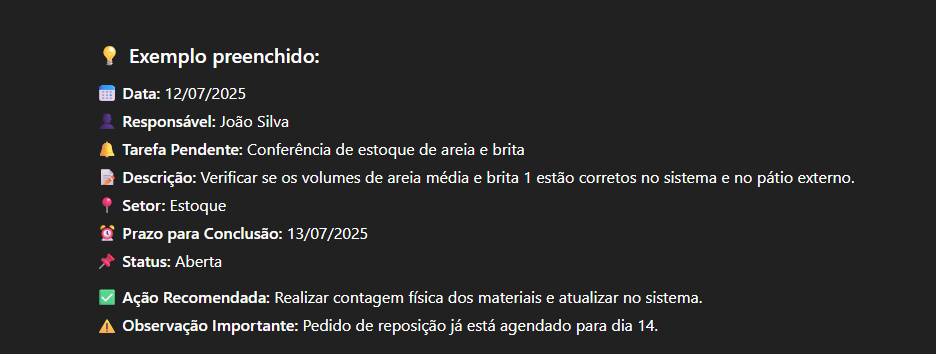 💡 Exemplo preenchido:
📅 Data: 12/07/2025
👤 Responsável: João Silva
🔔 Tarefa Pendente: Conferência de estoque de areia e brita
📝 Descrição: Verificar se os volumes de areia média e brita 1 estão corretos no sistema e no pátio externo.
📍 Setor: Estoque
⏰ Prazo para Conclusão: 13/07/2025
📌 Status: Aberta
✅ Ação Recomendada: Realizar contagem física dos materiais e atualizar no sistema.
⚠️ Observação Importante: Pedido de reposição já está agendado para dia 14.